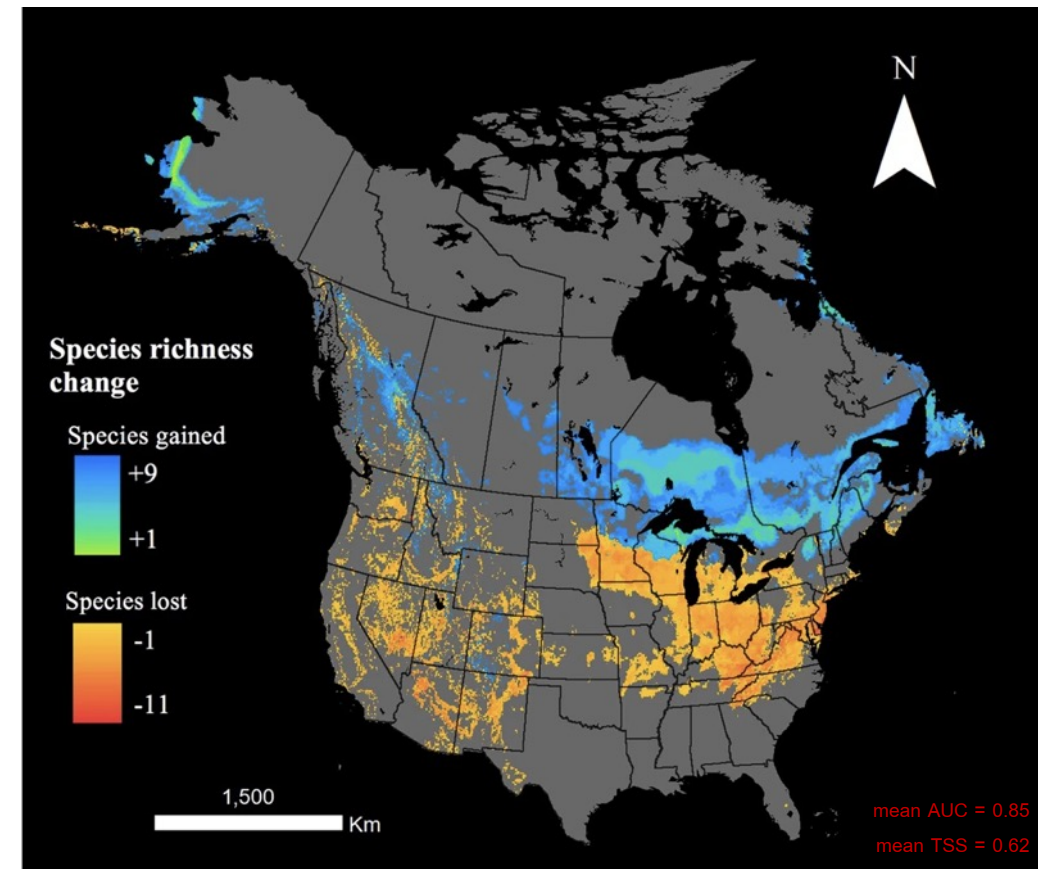 N
Species richness
change
Species gained
+9
+1
Species lost
-1
-11
1,500
Km
mean AUC = 0.85
mean TSS = 0.62